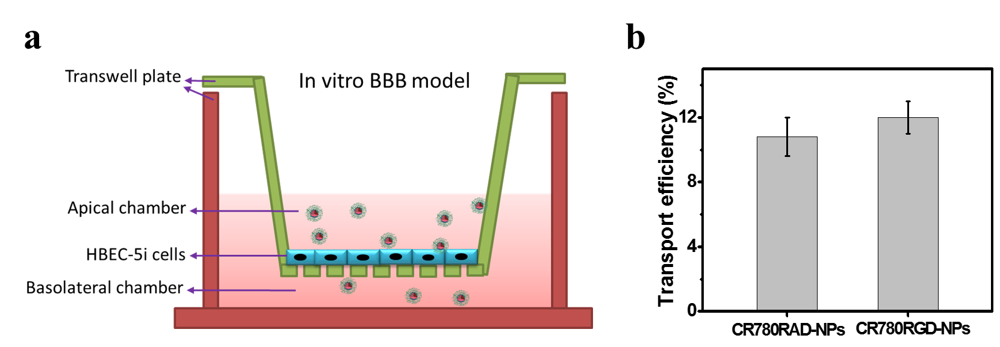 a
Transwell plate
In vitro BBB model
Apical chamber
HBEC-5i cells
Basolateral chamber
b
Transport efficiency (%)
12
8
4
0
CR780RAD-NPs
CR780RGD-NPs